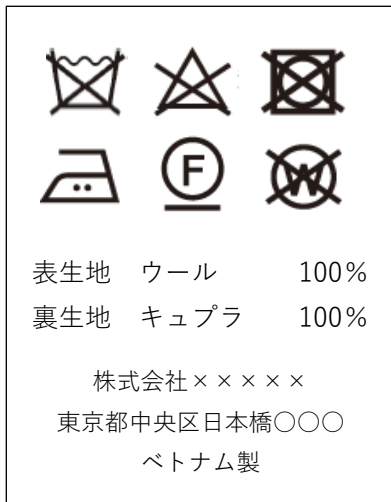 F
W
表生地 ウール 100%
裏生地 キュプラ 100%
株式会社×××××
東京都中央区日本橋○○○
ベトナム製